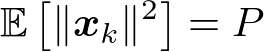 𝔼 [‖𝒙ₖ‖²] = P